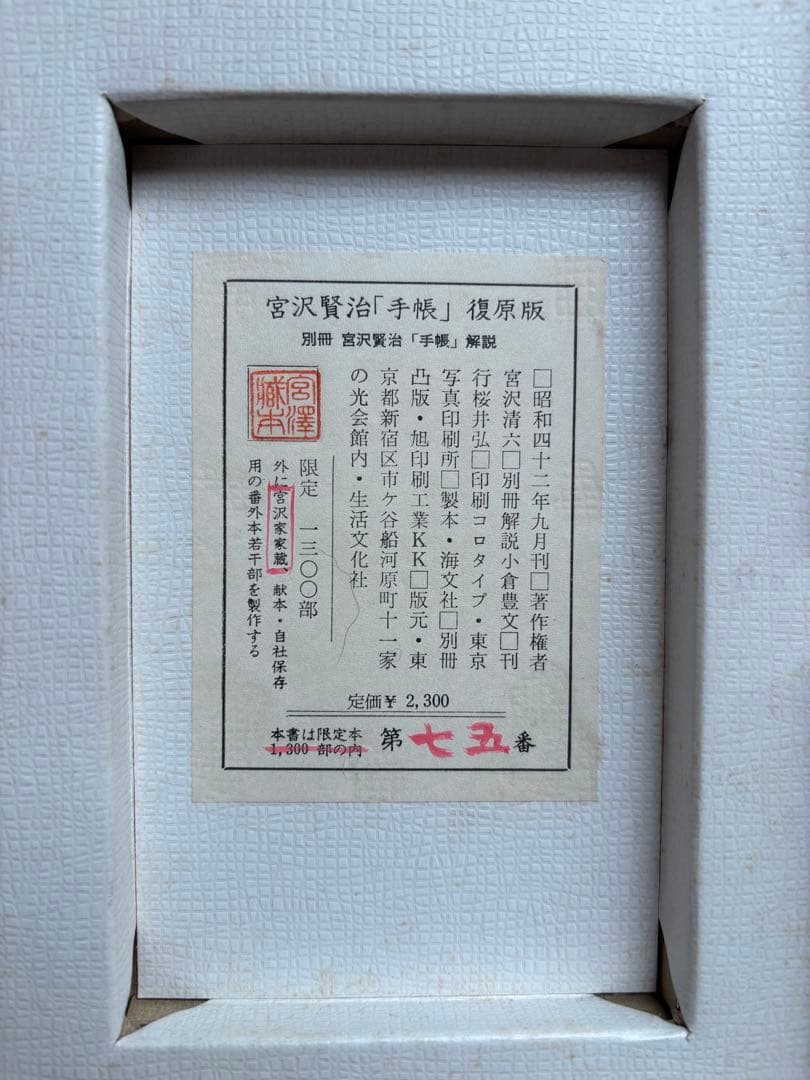 宮沢賢治「手帳」復原版
別冊 宮沢賢治「手帳」解説
□昭和四十二年九月刊□著作権者
宮沢清六□別冊解説小倉豊文□刊
行桜井弘□印刷コロタイプ・東京
写真印刷所□製本・海文社□別冊
凸版・旭印刷工業KK□版元・東
京都新宿区市ケ谷船河原町十一家
の光会館内・生活文化社
宮澤
藏本
限定 一三〇〇部
外に宮沢家家蔵、献本・自社保存
用の番外本若干部を製作する
定価¥ 2,300
本書は限定本
1,300 部の内
第七五番